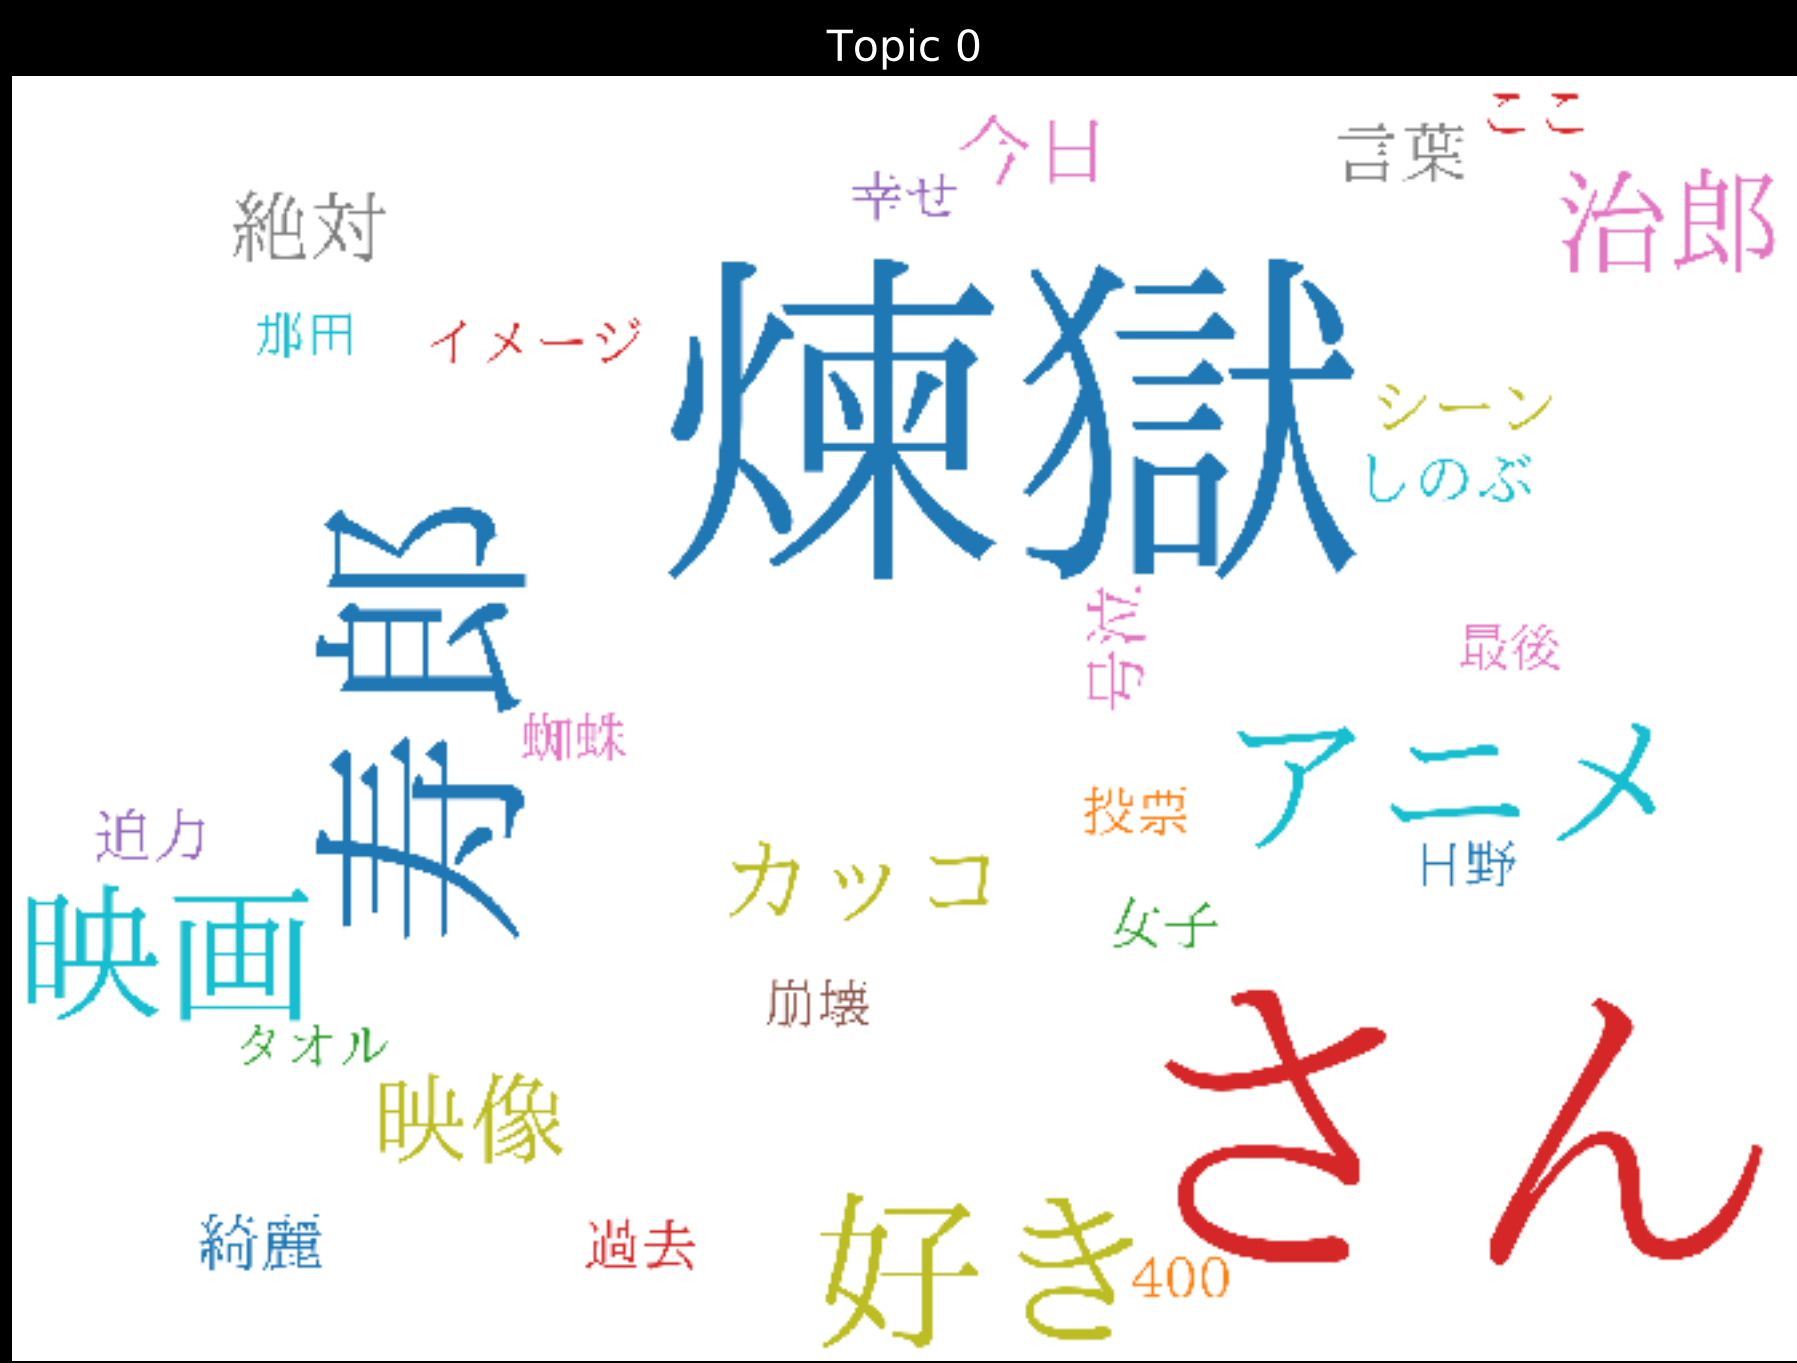 Topic 0
ここ
今日
言葉
幸せ
治郎
絶対
那田
イメージ
煉獄
シーン
しのぶ
寿郎
号泣
最後
蜘蛛
アニメ
投票
迫力
日野
カッコ
映画
女子
崩壊
さん
タオル
映像
好き
綺麗
過去
400